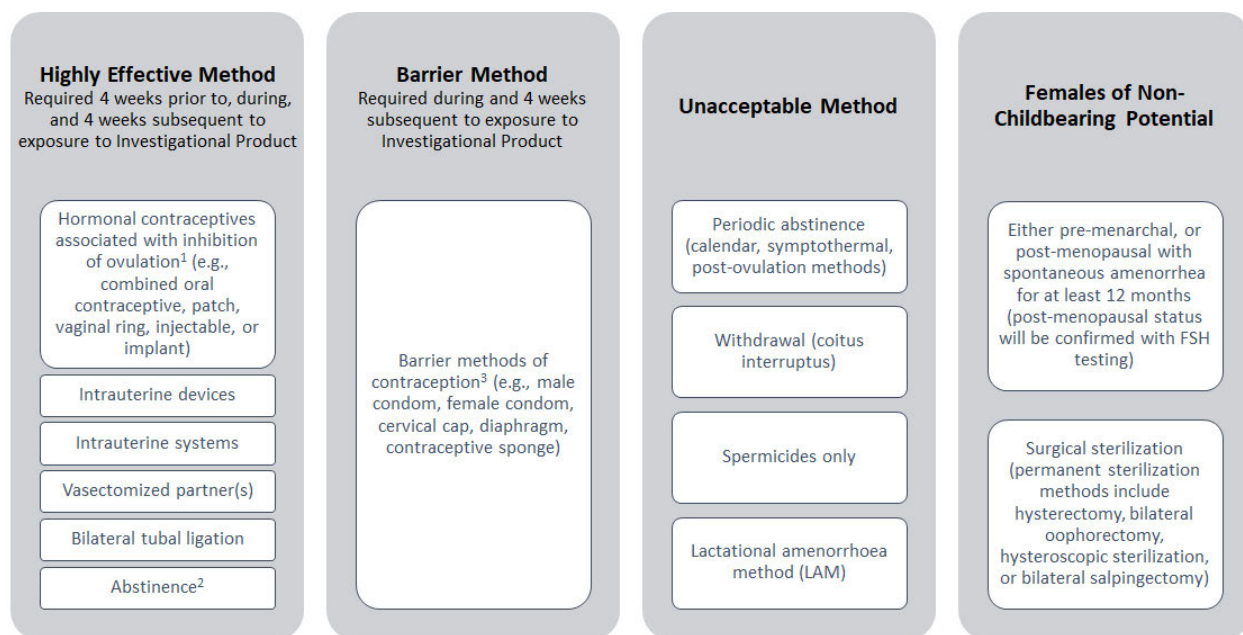 Highly Effective Method
Required 4 weeks prior to, during,
and 4 weeks subsequent to
exposure to Investigational Product
Hormonal contraceptives
associated with inhibition
of ovulation¹ (e.g.,
combined oral
contraceptive, patch,
vaginal ring, injectable, or
implant)
Intrauterine devices
Intrauterine systems
Vasectomized partner(s)
Bilateral tubal ligation
Abstinence²
Barrier Method
Required during and 4 weeks
subsequent to exposure to
Investigational Product
Barrier methods of
contraception³ (e.g., male
condom, female condom,
cervical cap, diaphragm,
contraceptive sponge)
Unacceptable Method
Periodic abstinence
(calendar, symptothermal,
post-ovulation methods)
Withdrawal (coitus
interruptus)
Spermicides only
Lactational amenorrhoea
method (LAM)
Females of Non-
Childbearing Potential
Either pre-menarchal, or
post-menopausal with
spontaneous amenorrhea
for at least 12 months
(post-menopausal status
will be confirmed with FSH
testing)
Surgical sterilization
(permanent sterilization
methods include
hysterectomy, bilateral
oophorectomy,
hysteroscopic sterilization,
or bilateral salpingectomy)